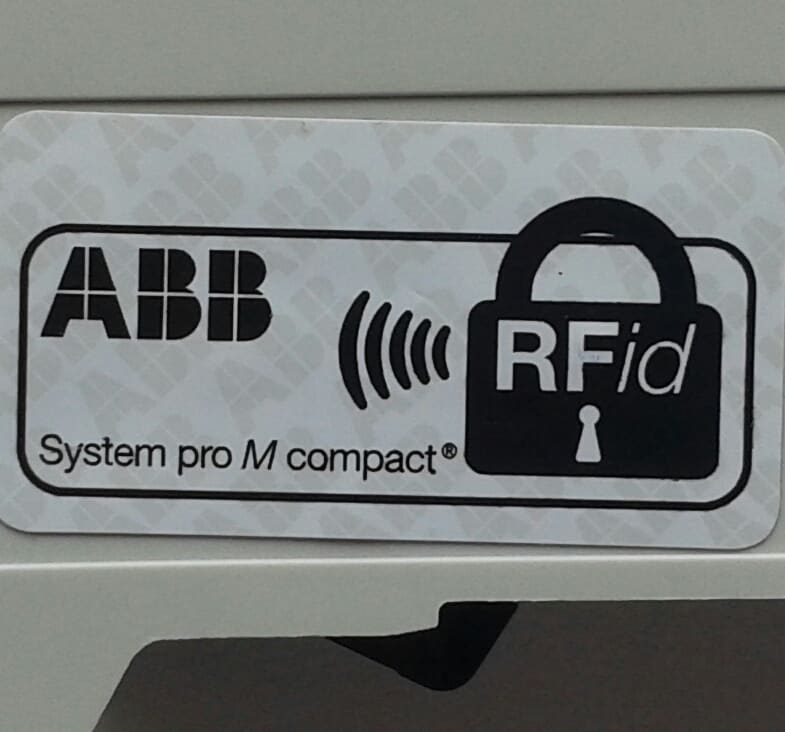 ABB
RFid
System pro M compact®